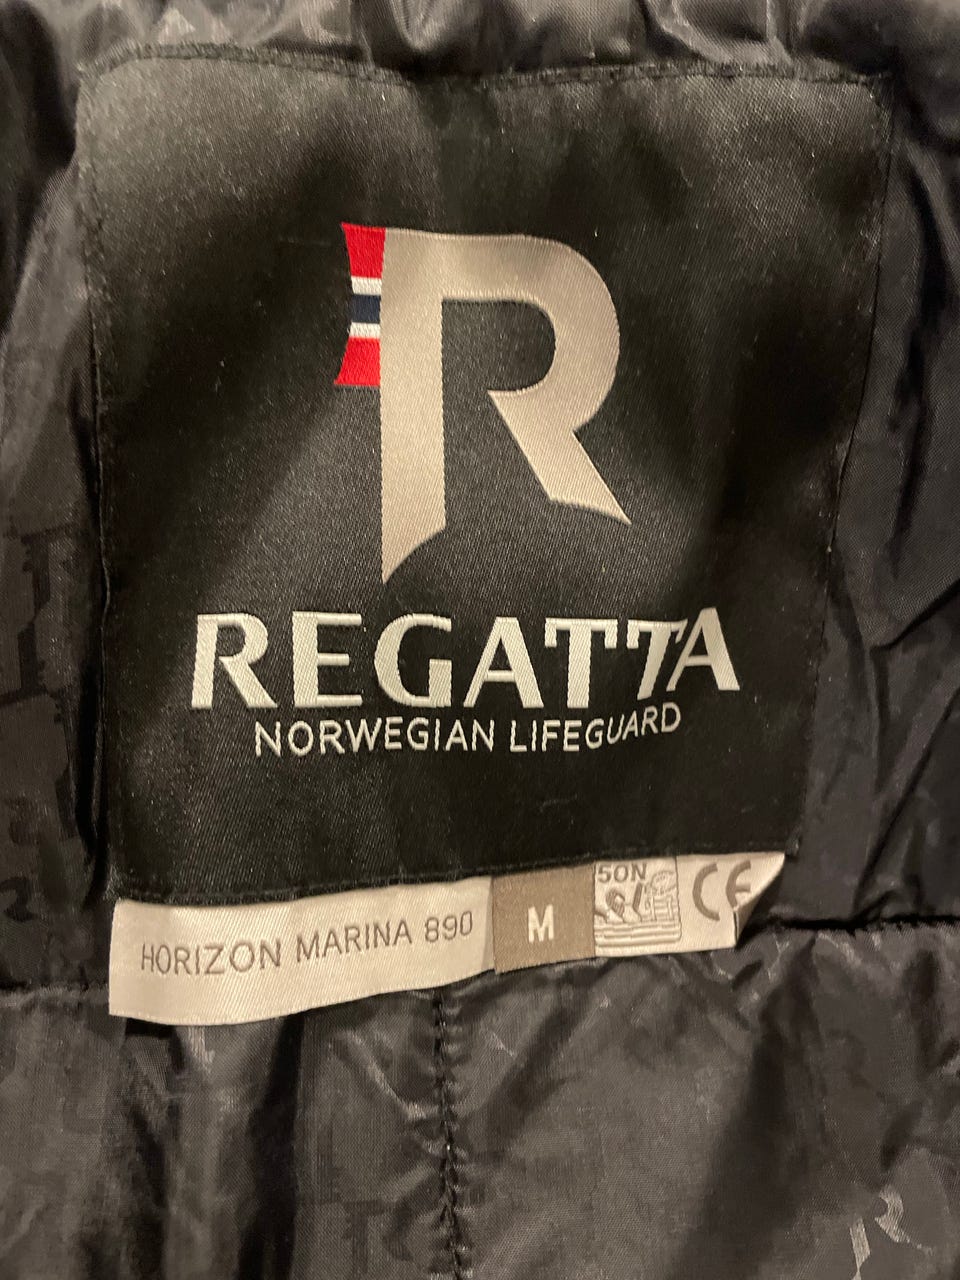 R
REGATTA
NORWEGIAN LIFEGUARD
HORIZON MARINA 890
M
50N
CE
R